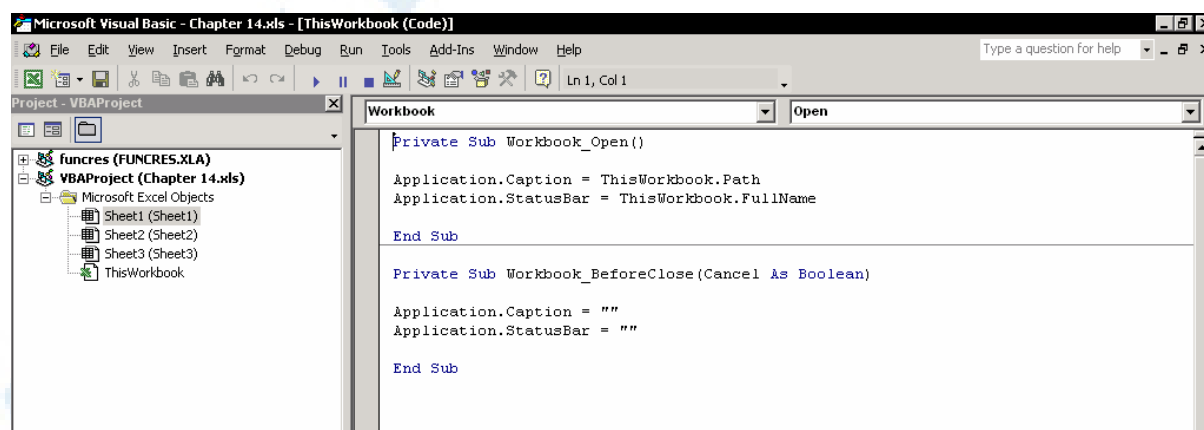 Microsoft Visual Basic - Chapter 14.xls - [ThisWorkbook (Code)]
File Edit View Insert Format Debug Run Tools Add-Ins Window Help
Type a question for help
Ln 1, Col 1
Project - VBAProject
funcres (FUNCRES.XLA)
VBAProject (Chapter 14.xls)
Microsoft Excel Objects
Sheet1 (Sheet1)
Sheet2 (Sheet2)
Sheet3 (Sheet3)
ThisWorkbook
Workbook
Open
Private Sub Workbook_Open()
Application.Caption = ThisWorkbook.Path
Application.StatusBar = ThisWorkbook.FullName
End Sub
Private Sub Workbook_BeforeClose(Cancel As Boolean)
Application.Caption = ""
Application.StatusBar = ""
End Sub